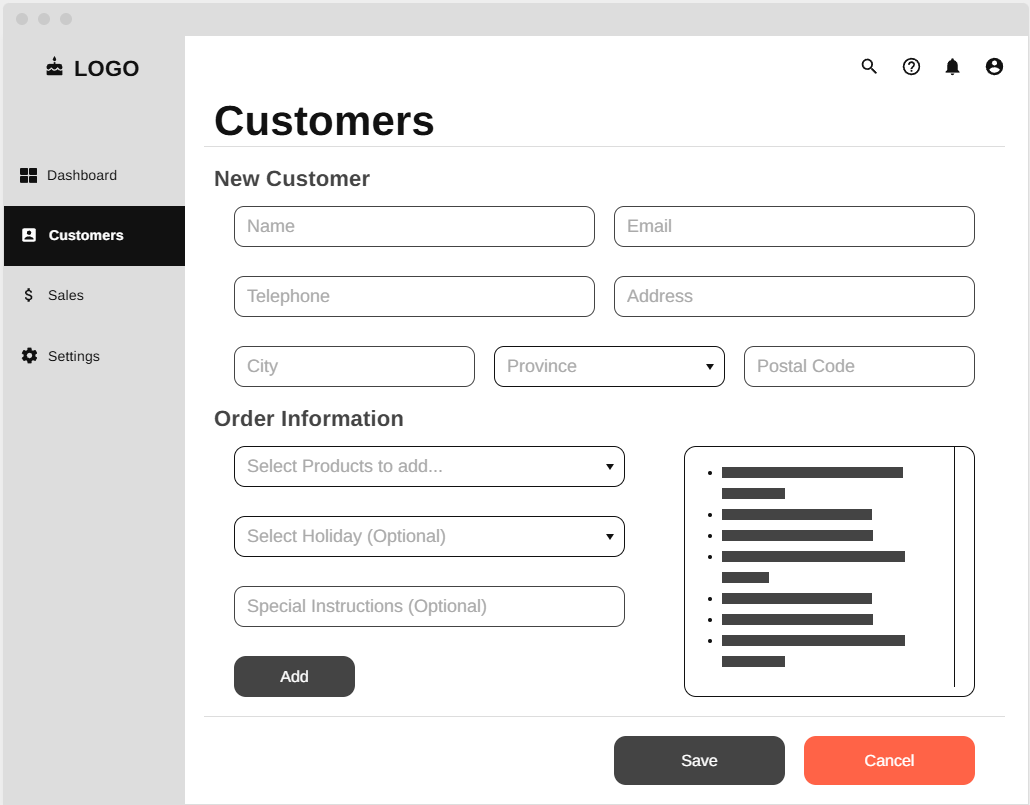 LOGO
Customers
Dashboard
New Customer
Customers
Name
Email
Sales
Telephone
Address
Settings
City
Province
Postal Code
Order Information
Select Products to add...
Select Holiday (Optional)
Special Instructions (Optional)
Add
Save
Cancel